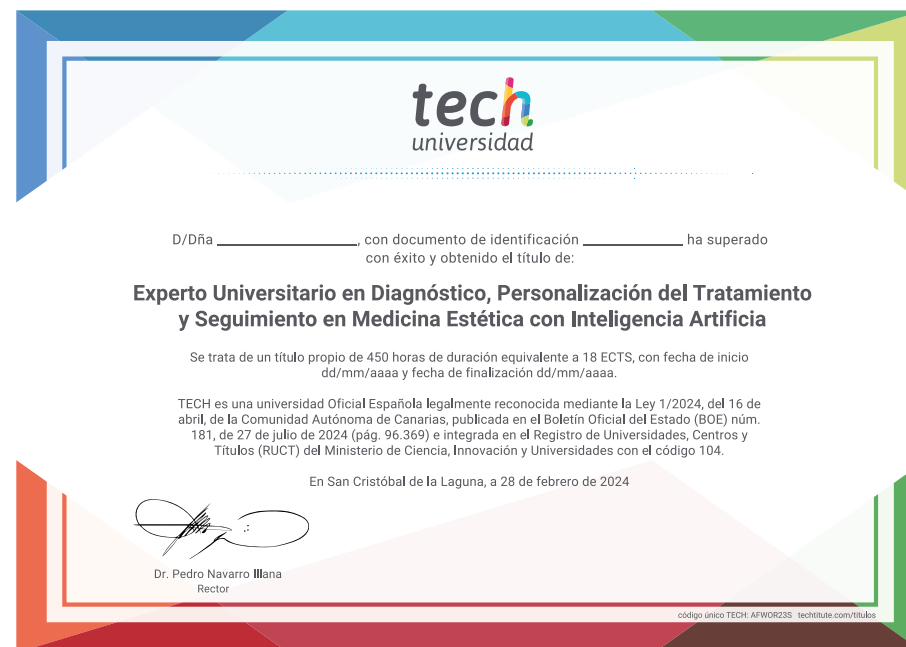 tech
universidad
D/Dña ____________, con documento de identificación ____________ ha superado
con éxito y obtenido el título de:
Experto Universitario en Diagnóstico, Personalización del Tratamiento
y Seguimiento en Medicina Estética con Inteligencia Artificia
Se trata de un título propio de 450 horas de duración equivalente a 18 ECTS, con fecha de inicio
dd/mm/aaaa y fecha de finalización dd/mm/aaaa.
TECH es una universidad Oficial Española legalmente reconocida mediante la Ley 1/2024, del 16 de
abril, de la Comunidad Autónoma de Canarias, publicada en el Boletín Oficial del Estado (BOE) núm.
181, de 27 de julio de 2024 (pág. 96.369) e integrada en el Registro de Universidades, Centros y
Títulos (RUCT) del Ministerio de Ciencia, Innovación y Universidades con el código 104.
En San Cristóbal de la Laguna, a 28 de febrero de 2024
Dr. Pedro Navarro Illana
Rector
código único TECH: AFWOR23S techtitute.com/titulos